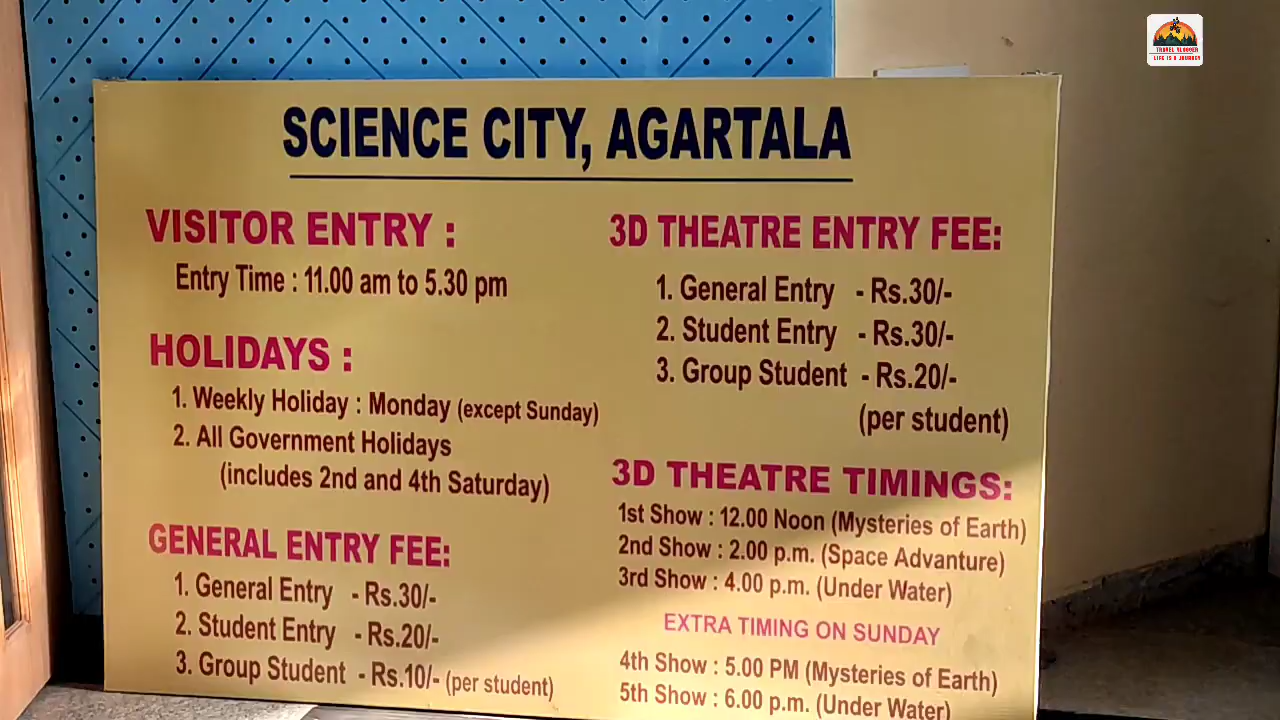 SCIENCE CITY, AGARTALA
VISITOR ENTRY :
Entry Time : 11.00 am to 5.30 pm
HOLIDAYS :
1. Weekly Holiday : Monday (except Sunday)
2. All Government Holidays
(includes 2nd and 4th Saturday)
GENERAL ENTRY FEE:
1. General Entry - Rs.30/-
2. Student Entry - Rs.20/-
3. Group Student - Rs.10/- (per student)
3D THEATRE ENTRY FEE:
1. General Entry - Rs.30/-
2. Student Entry - Rs.30/-
3. Group Student - Rs.20/-
(per student)
3D THEATRE TIMINGS:
1st Show : 12.00 Noon (Mysteries of Earth)
2nd Show : 2.00 p.m. (Space Advanture)
3rd Show : 4.00 p.m. (Under Water)
EXTRA TIMING ON SUNDAY
4th Show : 5.00 PM (Mysteries of Earth)
5th Show : 6.00 p.m. (Under Water)
TRAVEL VLOGGER
LIFE IS A JOURNEY